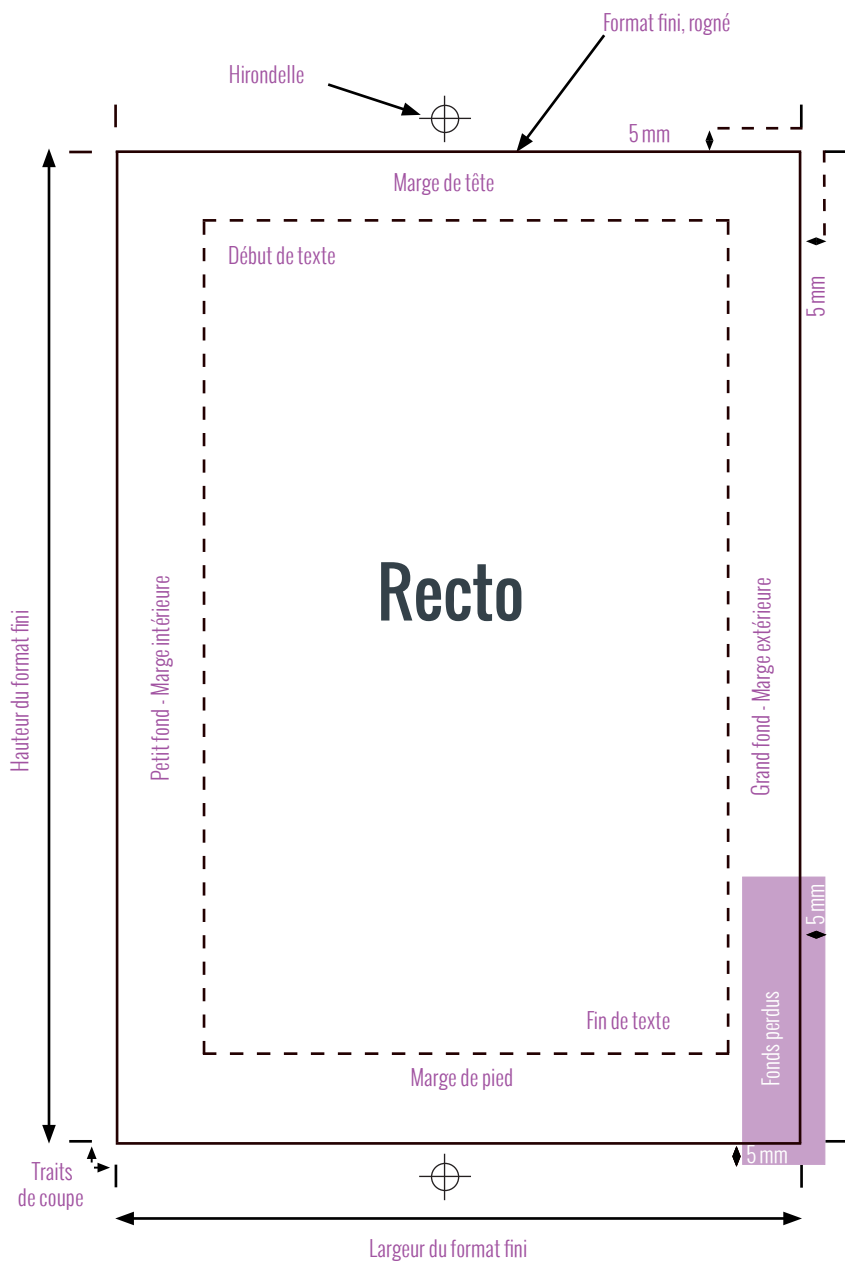 Format fini, rogné
Hirondelle
5 mm
Marge de tête
Début de texte
5 mm
Recto
Hauteur du format fini
Petit fond - Marge intérieure
Grand fond - Marge extérieure
5 mm
Fonds perdus
Fin de texte
Marge de pied
5 mm
Traits
de coupe
Largeur du format fini